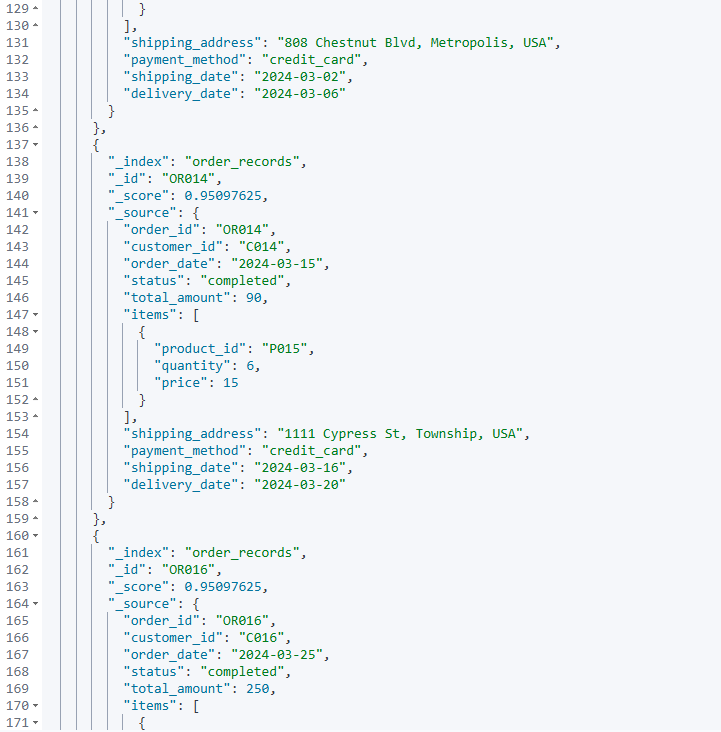 129 }
130 ],
131 "shipping_address": "808 Chestnut Blvd, Metropolis, USA",
132 "payment_method": "credit_card",
133 "shipping_date": "2024-03-02",
134 "delivery_date": "2024-03-06"
135 }
136 },
137 {
138 "_index": "order_records",
139 "_id": "OR014",
140 "_score": 0.95097625,
141 "_source": {
142 "order_id": "OR014",
143 "customer_id": "C014",
144 "order_date": "2024-03-15",
145 "status": "completed",
146 "total_amount": 90,
147 "items": [
148 {
149 "product_id": "P015",
150 "quantity": 6,
151 "price": 15
152 }
153 ],
154 "shipping_address": "1111 Cypress St, Township, USA",
155 "payment_method": "credit_card",
156 "shipping_date": "2024-03-16",
157 "delivery_date": "2024-03-20"
158 }
159 },
160 {
161 "_index": "order_records",
162 "_id": "OR016",
163 "_score": 0.95097625,
164 "_source": {
165 "order_id": "OR016",
166 "customer_id": "C016",
167 "order_date": "2024-03-25",
168 "status": "completed",
169 "total_amount": 250,
170 "items": [
171 {